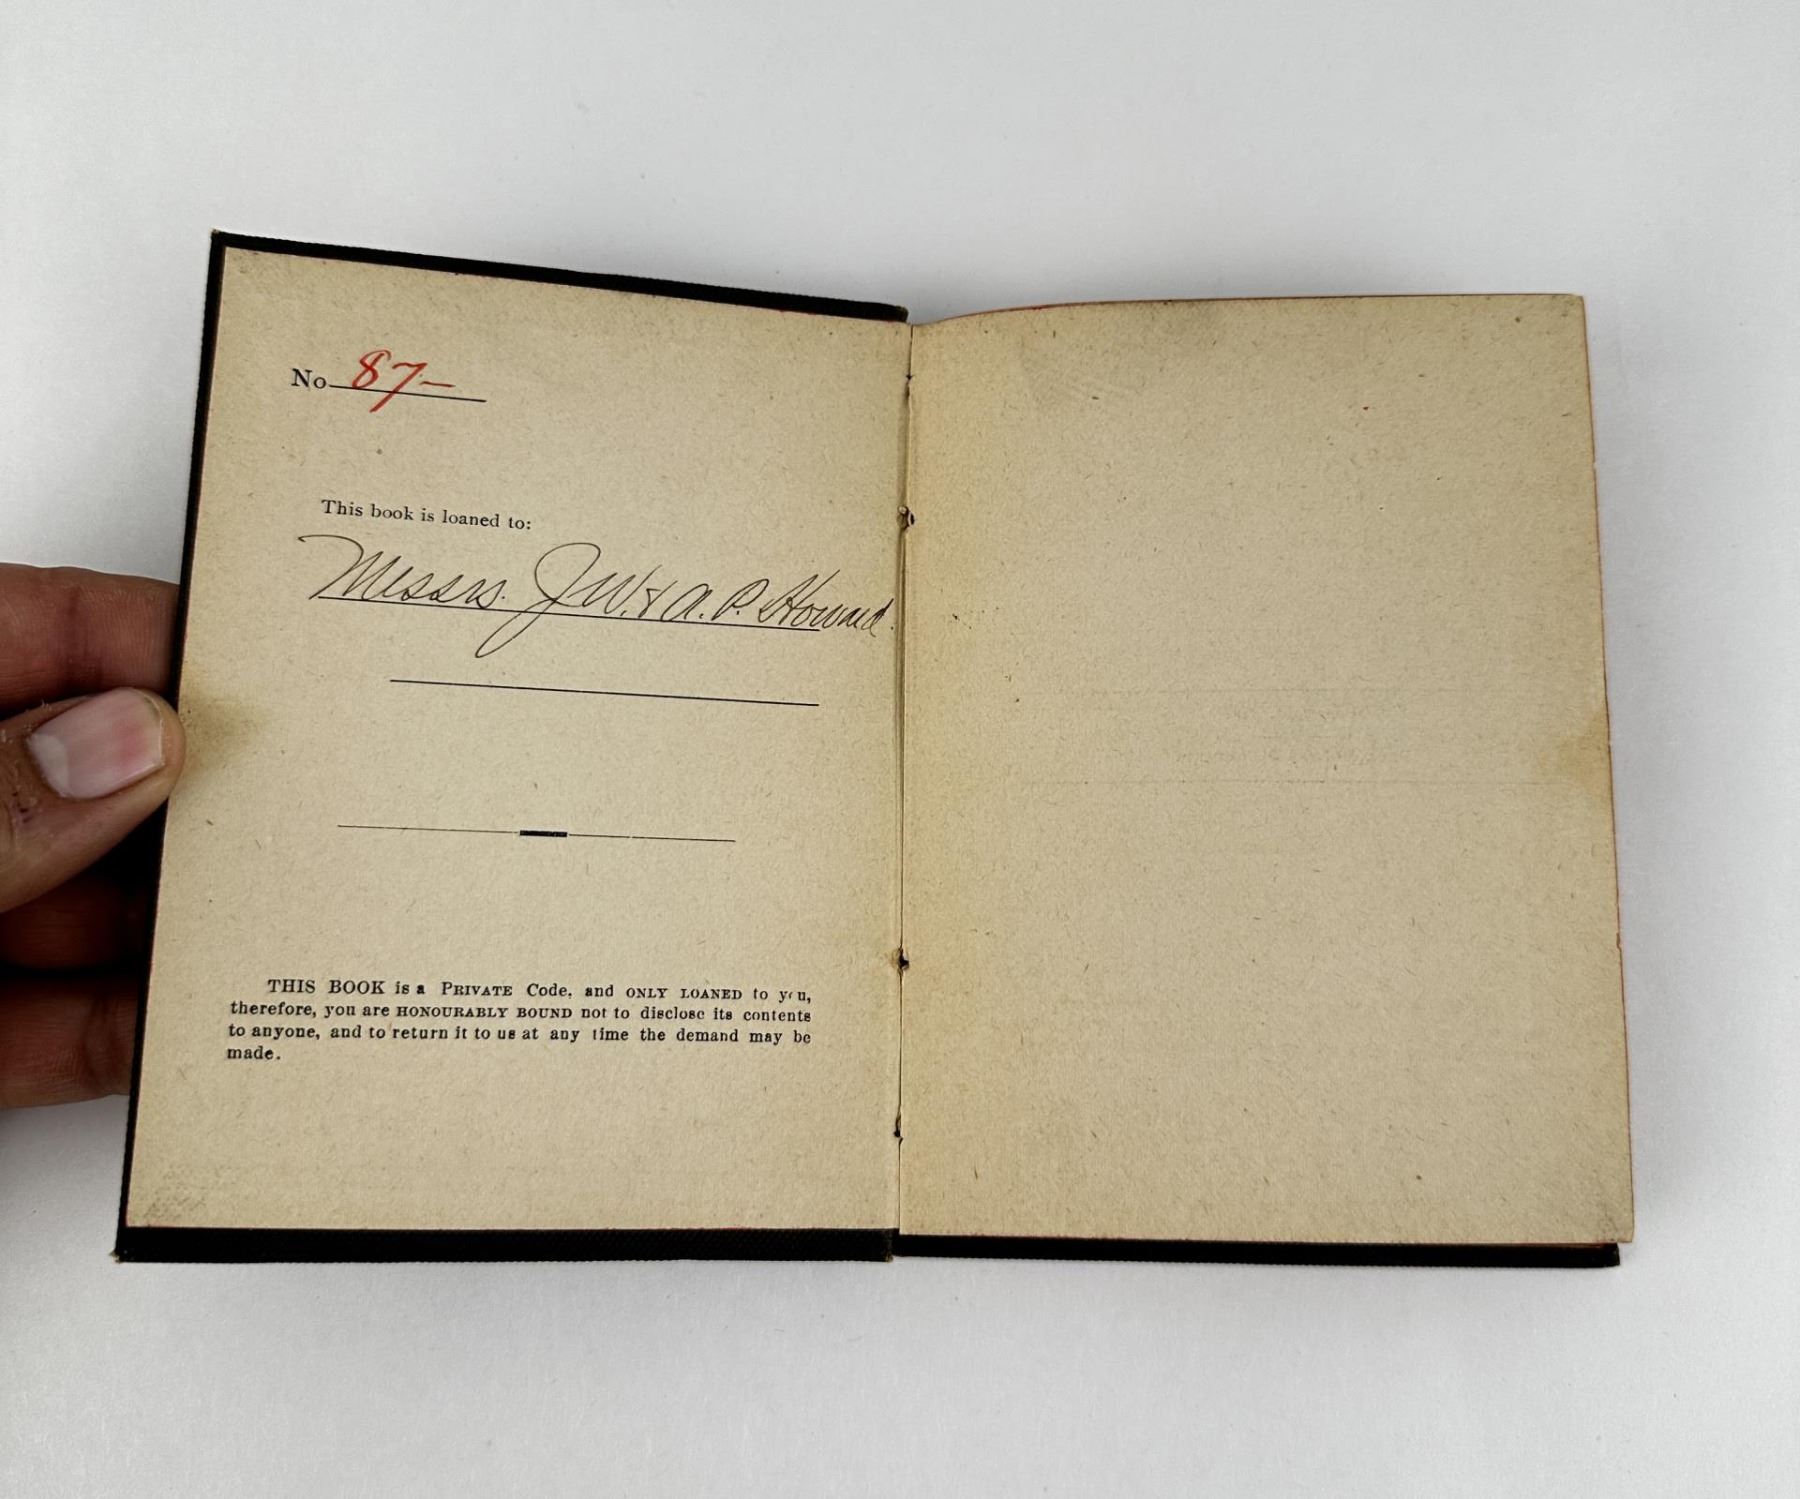 No 87-
This book is loaned to:
Messrs. J.W. & A. P. Howard.
THIS BOOK is a PRIVATE Code, and ONLY LOANED to you,
therefore, you are HONOURABLY BOUND not to disclose its contents
to anyone, and to return it to us at any time the demand may be
made.